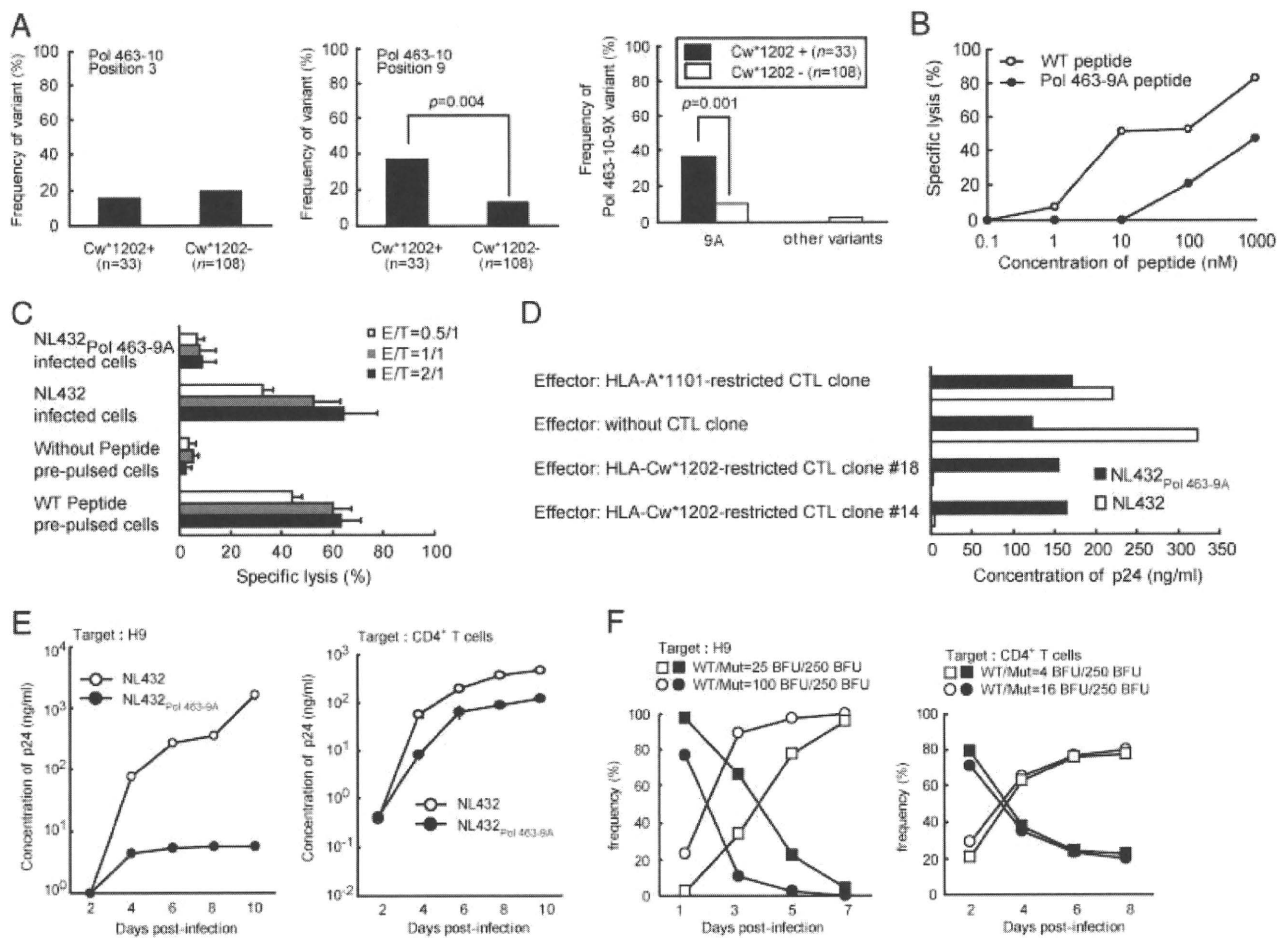 A
Pol 463-10
Position 3
Frequency of variant (%)
100
80
60
40
20
0
Cw*1202+
(n=33)
Cw*1202-
(n=108)
Pol 463-10
Position 9
p=0.004
Frequency of variant (%)
100
80
60
40
20
0
Cw*1202+
(n=33)
Cw*1202-
(n=108)
Cw*1202 + (n=33)
Cw*1202 - (n=108)
p=0.001
Frequency of
Pol 463-10-9X variant (%)
100
80
60
40
20
0
9A
other variants
B
WT peptide
Pol 463-9A peptide
Specific lysis (%)
100
80
60
40
20
0
0.1
1
10
100
1000
Concentration of peptide (nM)
C
NL432Pol 463-9A
infected cells
NL432
infected cells
Without Peptide
pre-pulsed cells
WT Peptide
pre-pulsed cells
E/T=0.5/1
E/T=1/1
E/T=2/1
0
20
40
60
80
100
Specific lysis (%)
D
Effector: HLA-A*1101-restricted CTL clone
Effector: without CTL clone
Effector: HLA-Cw*1202-restricted CTL clone #18
Effector: HLA-Cw*1202-restricted CTL clone #14
NL432Pol 463-9A
NL432
0
50
100
150
200
250
300
350
Concentration of p24 (ng/ml)
E
Target : H9
NL432
NL432Pol 463-9A
Concentration of p24 (ng/ml)
10⁴
10³
10²
10¹
10⁰
2
4
6
8
10
Days post-infection
Target : CD4⁺ T cells
NL432
NL432Pol 463-9A
Concentration of p24 (ng/ml)
10³
10²
10¹
10⁰
10⁻¹
10⁻²
2
4
6
8
10
Days post-infection
F
Target : H9
WT/Mut=25 BFU/250 BFU
WT/Mut=100 BFU/250 BFU
frequency (%)
100
80
60
40
20
0
1
3
5
7
Days post-infection
Target : CD4⁺ T cells
WT/Mut=4 BFU/250 BFU
WT/Mut=16 BFU/250 BFU
frequency (%)
100
80
60
40
20
0
2
4
6
8
Days post-infection